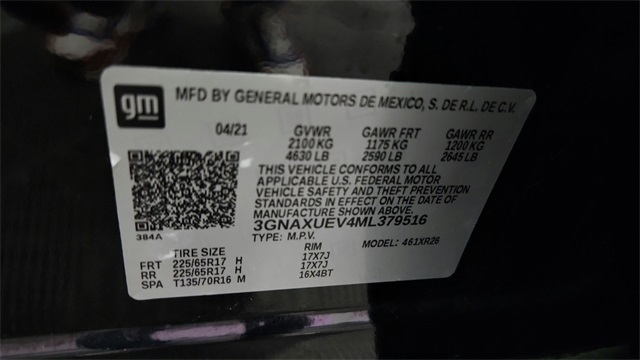 gm MFD BY GENERAL MOTORS DE MEXICO, S. DE R.L. DE C.V.
04/21 GVWR GAWR FRT GAWR RR
2100 KG 1175 KG 1200 KG
4630 LB 2590 LB 2645 LB
THIS VEHICLE CONFORMS TO ALL
APPLICABLE U.S. FEDERAL MOTOR
VEHICLE SAFETY AND THEFT PREVENTION
STANDARDS IN EFFECT ON THE DATE OF
MANUFACTURE SHOWN ABOVE.
3GNAXUEV4ML379516
384A TYPE: M.P.V. MODEL: 461XR26
TIRE SIZE RIM
FRT 225/65R17 H 17X7J
RR 225/65R17 H 17X7J
SPA T135/70R16 M 16X4BT